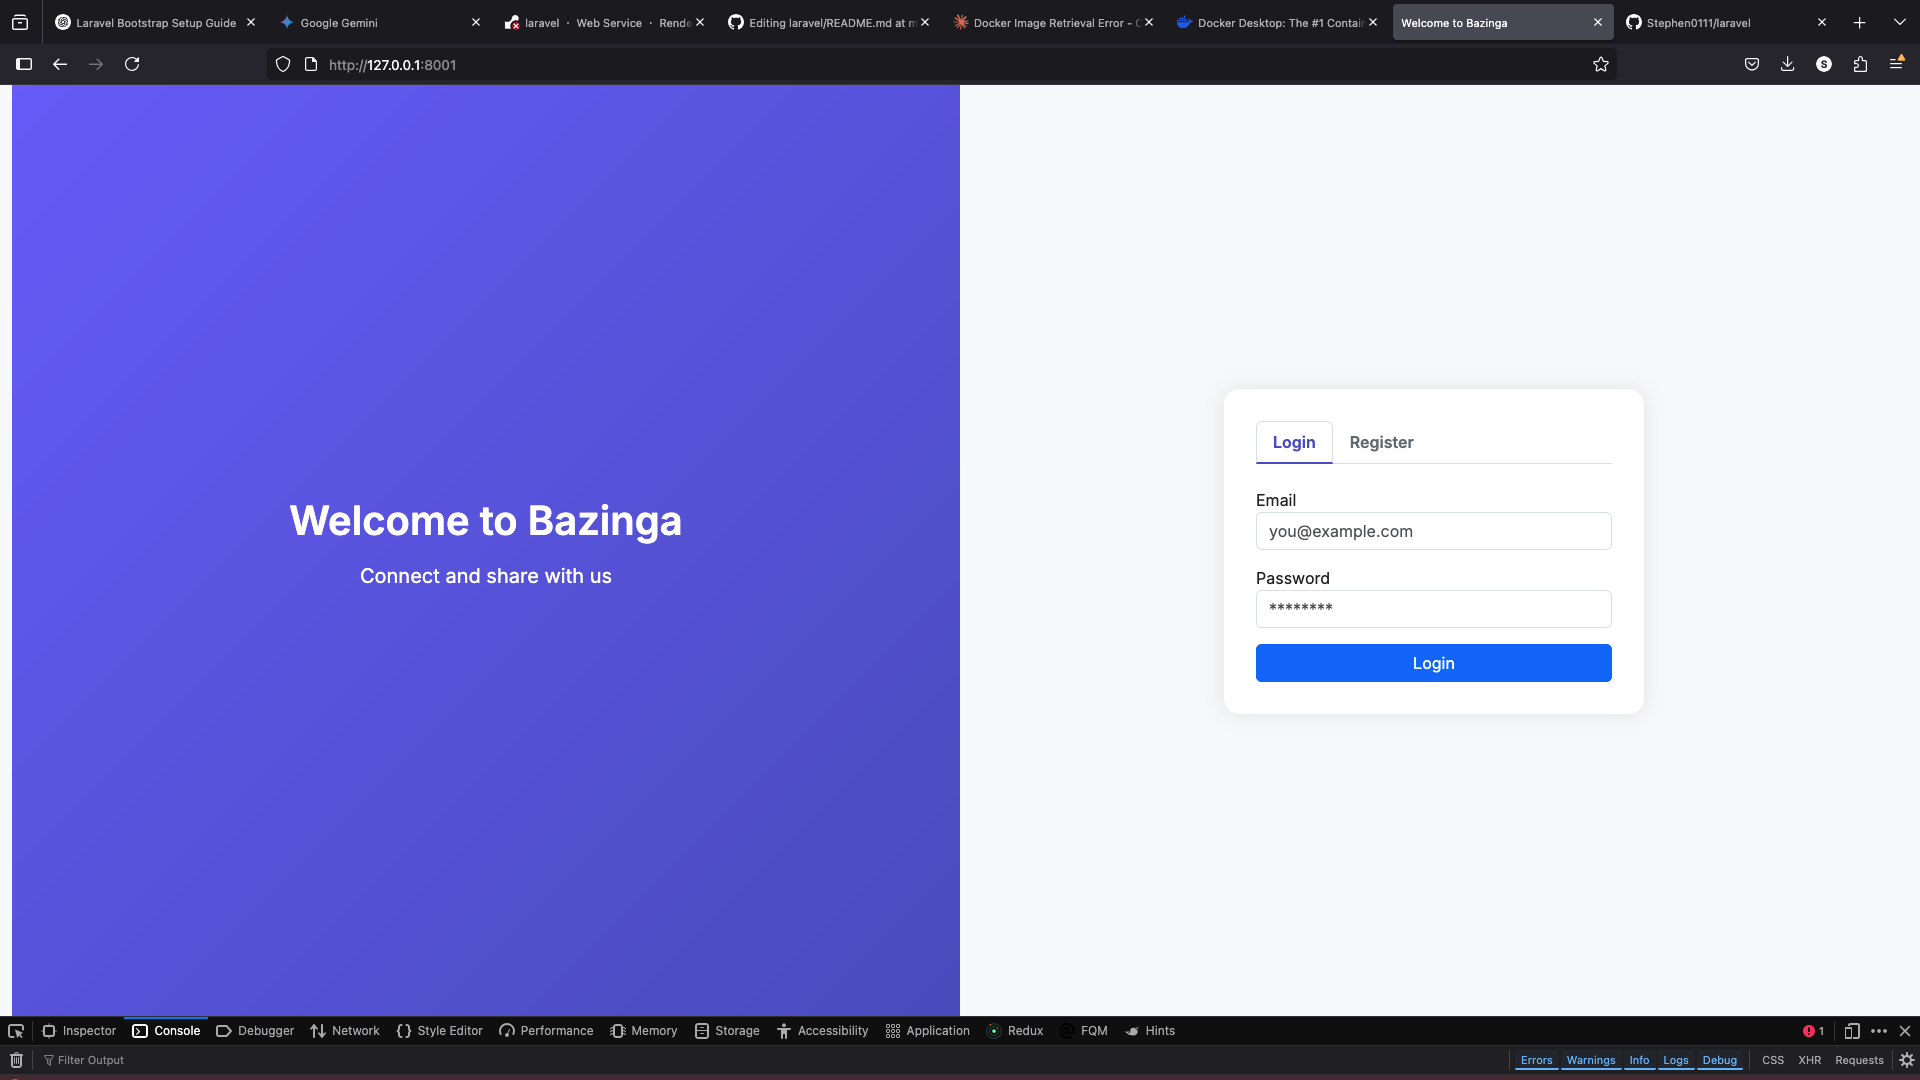 Laravel Bootstrap Setup Guide
Google Gemini
laravel · Web Service · Rende
Editing laravel/README.md at m
Docker Image Retrieval Error - C
Docker Desktop: The #1 Contain
Welcome to Bazinga
Stephen0111/laravel
http://127.0.0.1:8001
S
Welcome to Bazinga
Connect and share with us
Login Register
Email
you@example.com
Password
********
Login
Inspector Console Debugger Network Style Editor Performance Memory Storage Accessibility Application Redux FQM Hints 1
Filter Output Errors Warnings Info Logs Debug CSS XHR Requests